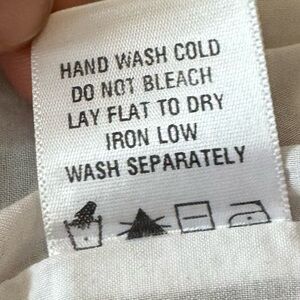 HAND WASH COLD
DO NOT BLEACH
LAY FLAT TO DRY
IRON LOW
WASH SEPARATELY